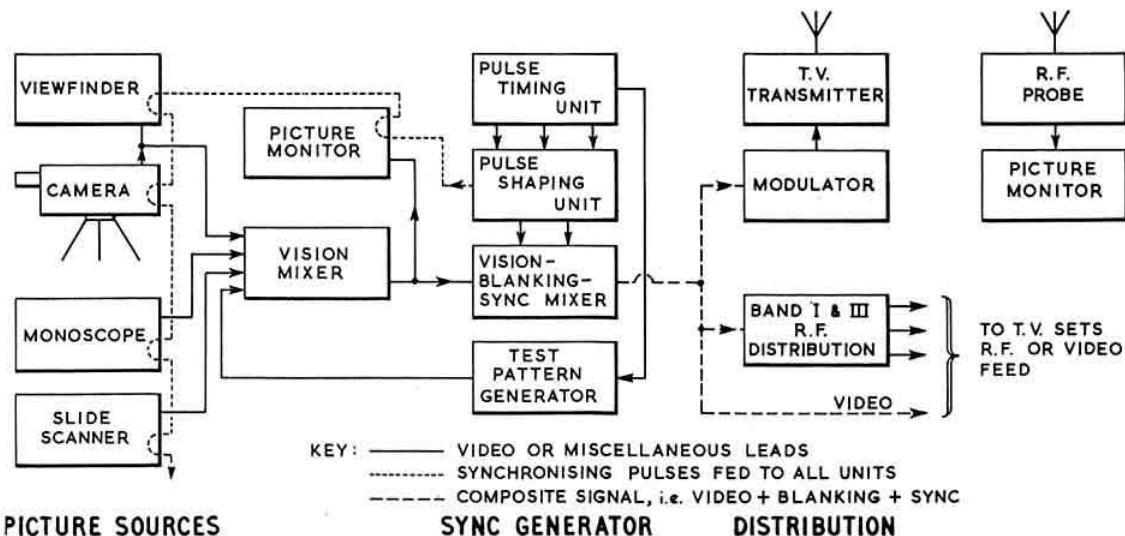 VIEWFINDER
CAMERA
MONOSCOPE
SLIDE
SCANNER
PICTURE
MONITOR
VISION
MIXER
PULSE
TIMING
UNIT
PULSE
SHAPING
UNIT
VISION-
BLANKING-
SYNC MIXER
TEST
PATTERN
GENERATOR
T.V.
TRANSMITTER
MODULATOR
BAND I & III
R.F.
DISTRIBUTION
VIDEO
R.F.
PROBE
PICTURE
MONITOR
TO T.V. SETS
R.F. OR VIDEO
FEED
KEY: VIDEO OR MISCELLANEOUS LEADS
SYNCHRONISING PULSES FED TO ALL UNITS
COMPOSITE SIGNAL, i.e. VIDEO + BLANKING + SYNC
PICTURE SOURCES
SYNC GENERATOR
DISTRIBUTION